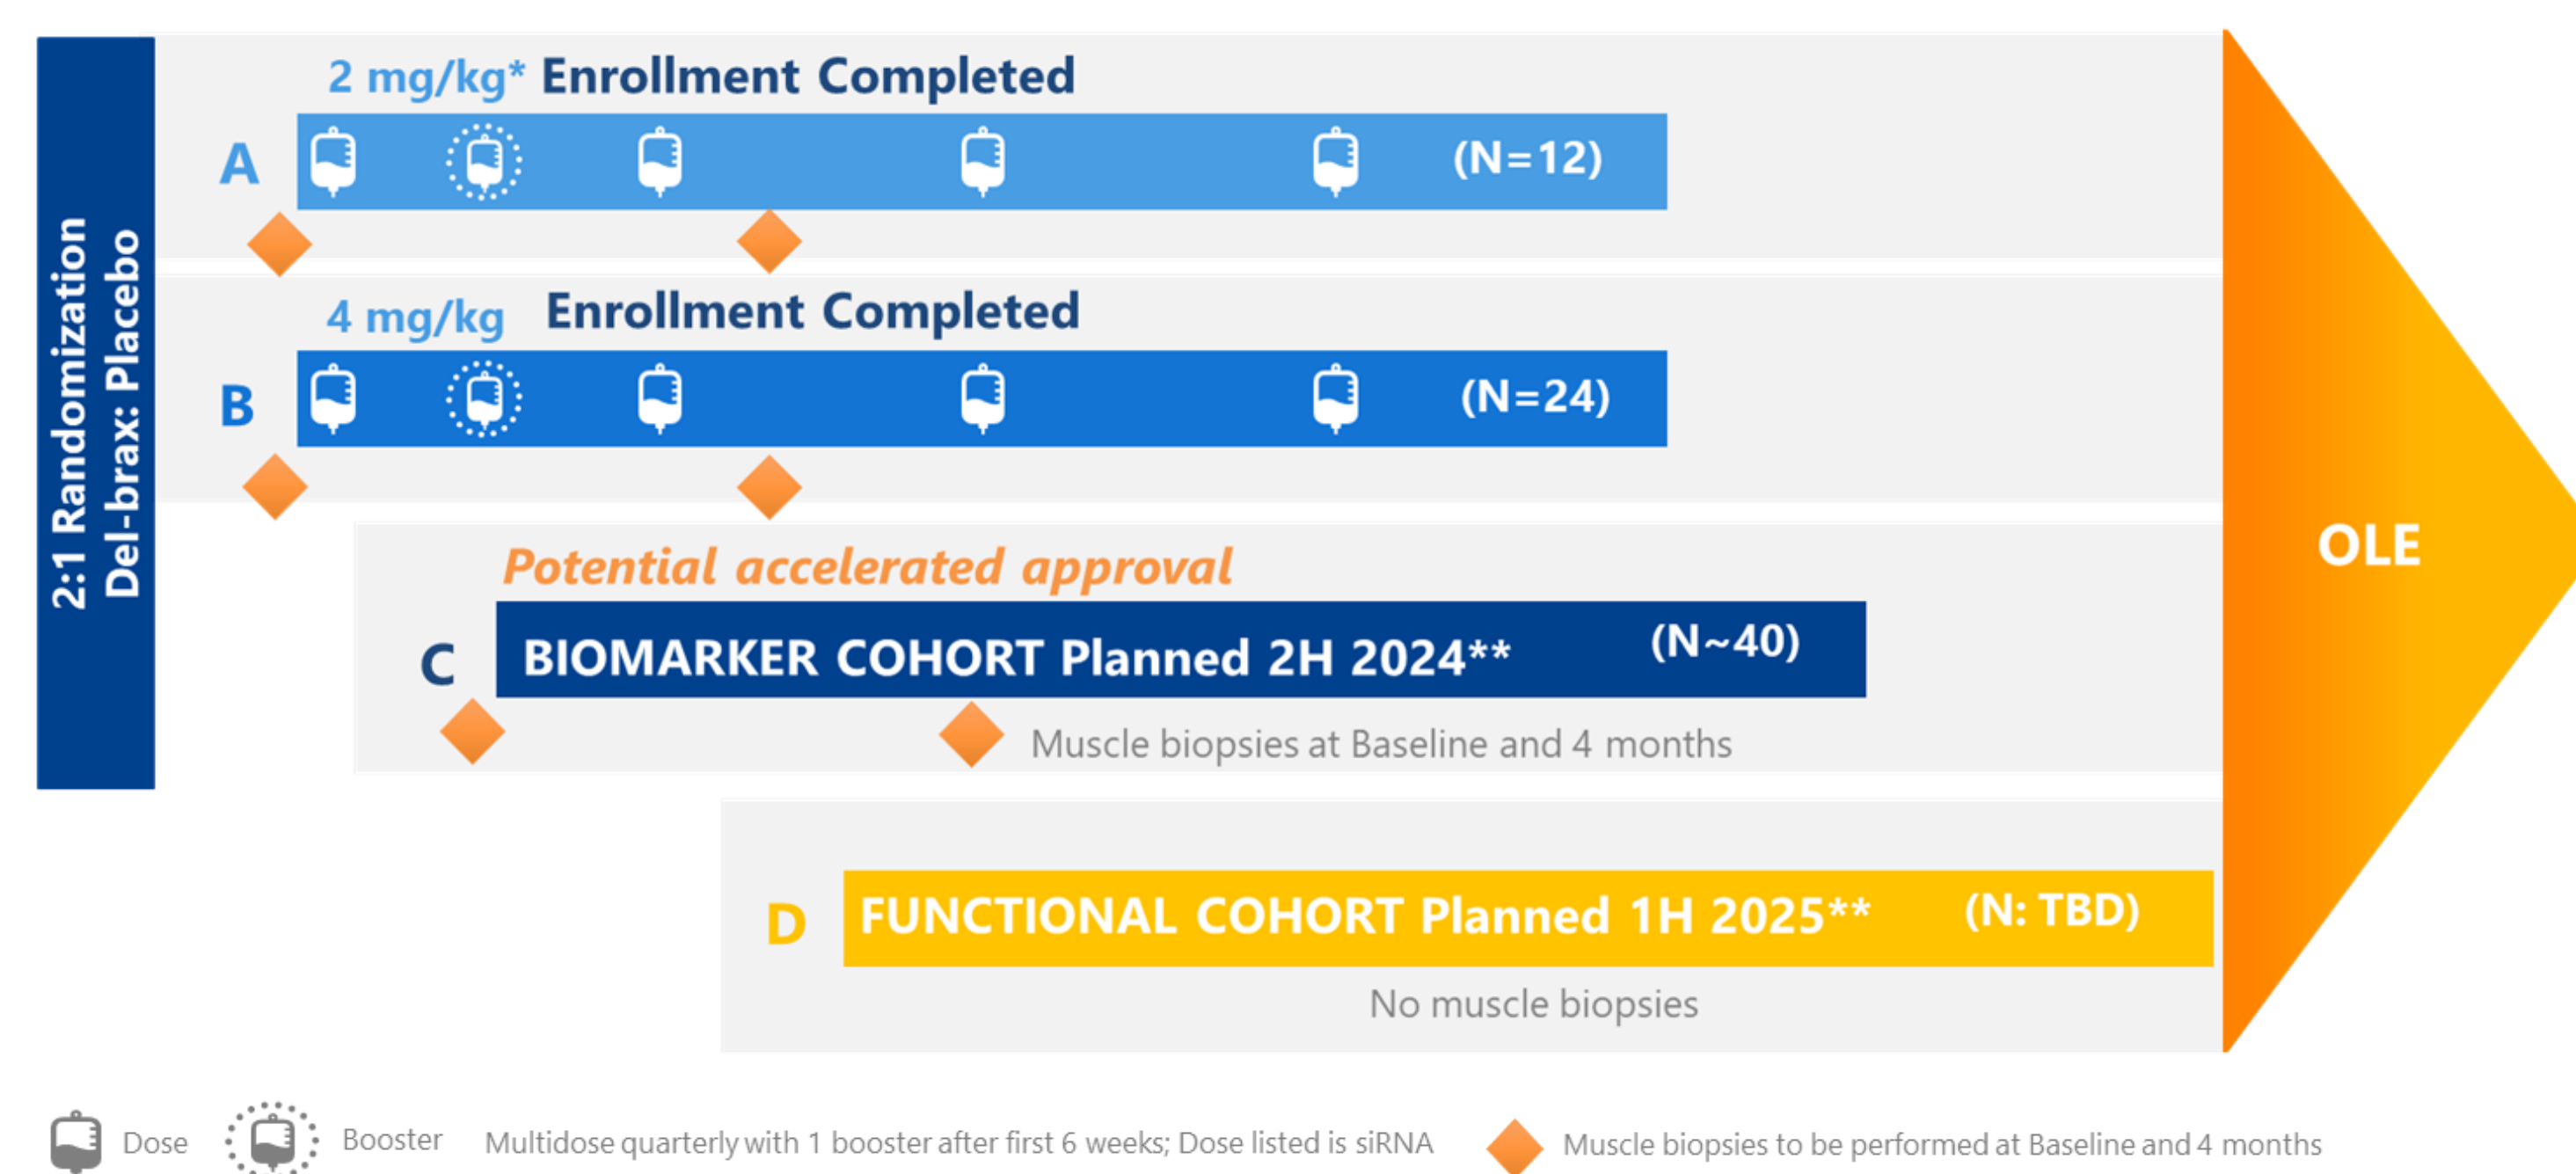 2:1 Randomization
Del-brax: Placebo
2 mg/kg* Enrollment Completed
A
(N=12)
4 mg/kg Enrollment Completed
B
(N=24)
Potential accelerated approval
C
BIOMARKER COHORT Planned 2H 2024** (N~40)
Muscle biopsies at Baseline and 4 months
D
FUNCTIONAL COHORT Planned 1H 2025** (N: TBD)
No muscle biopsies
OLE
Dose
Booster
Multidose quarterly with 1 booster after first 6 weeks; Dose listed is siRNA
Muscle biopsies to be performed at Baseline and 4 months